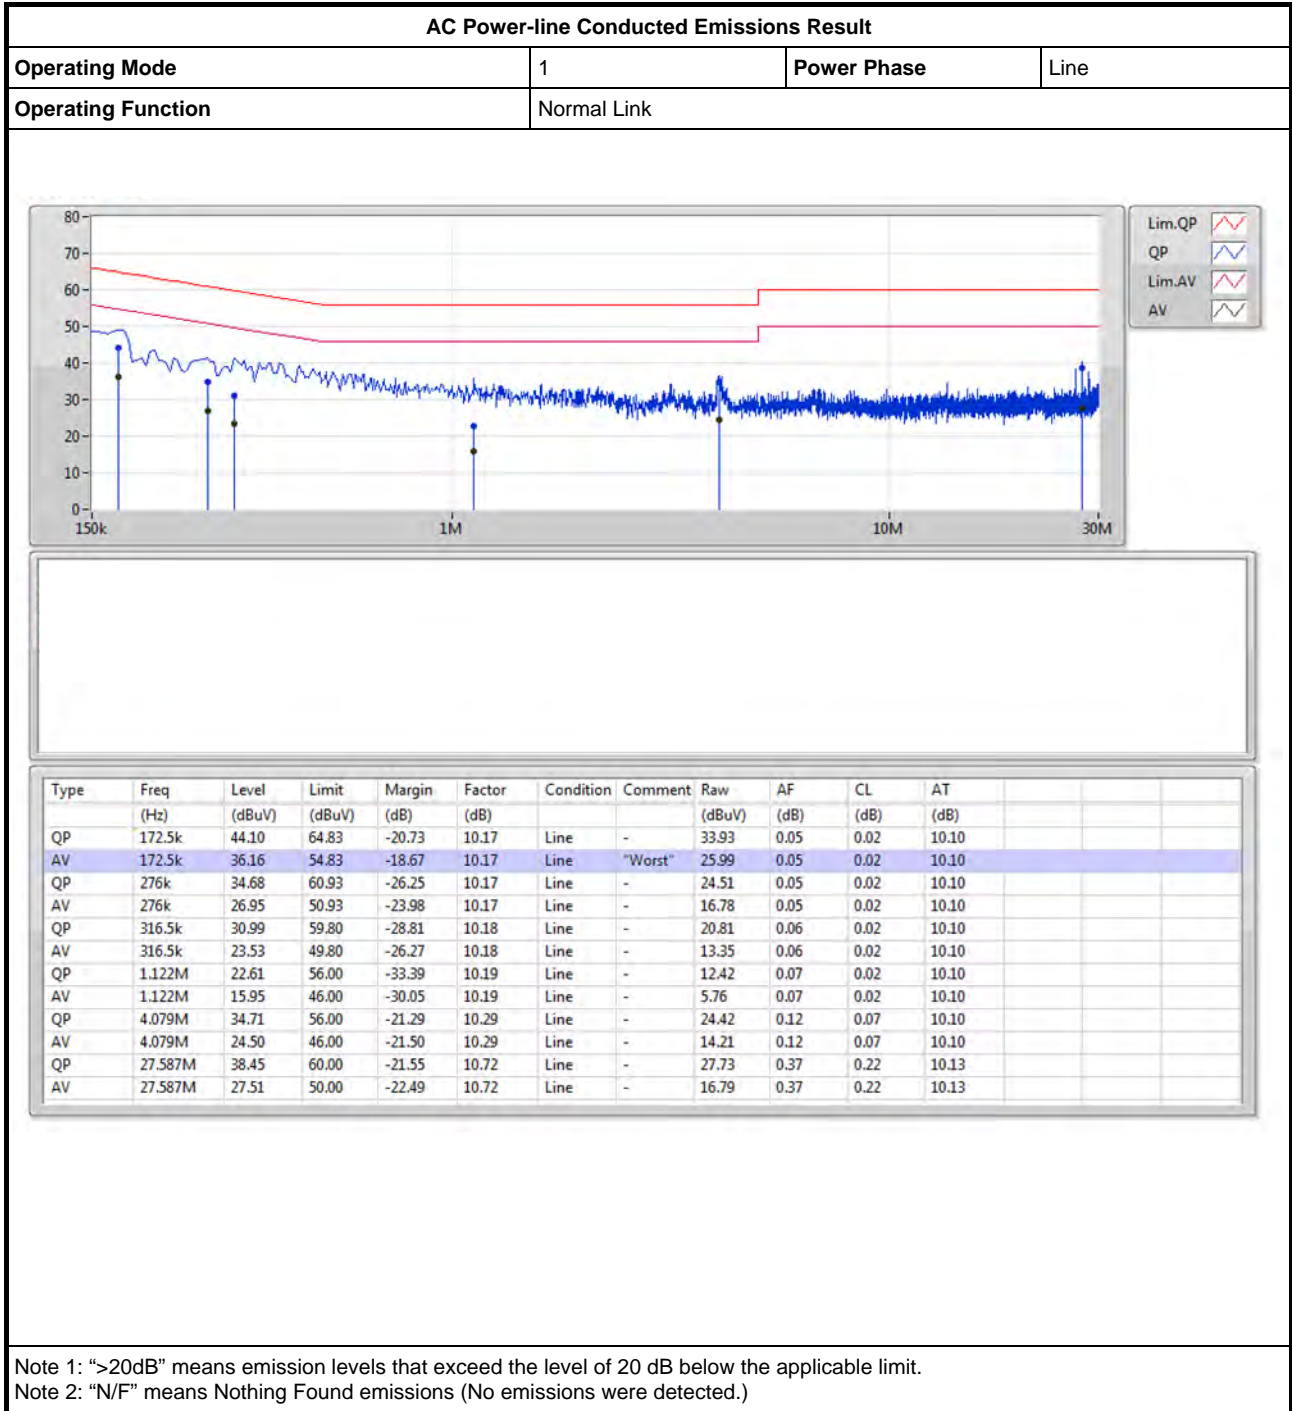 AC Power-line Conducted Emissions Result
Operating Mode 1 Power Phase Line
Operating Function Normal Link
80
70
60
50
40
30
20
10
0
150k 1M 10M 30M
Lim.QP
QP
Lim.AV
AV
Type Freq Level Limit Margin Factor Condition Comment Raw AF CL AT
(Hz) (dBuV) (dBuV) (dB) (dB) (dBuV) (dB) (dB) (dB)
QP 172.5k 44.10 64.83 -20.73 10.17 Line - 33.93 0.05 0.02 10.10
AV 172.5k 36.16 54.83 -18.67 10.17 Line "Worst" 25.99 0.05 0.02 10.10
QP 276k 34.68 60.93 -26.25 10.17 Line - 24.51 0.05 0.02 10.10
AV 276k 26.95 50.93 -23.98 10.17 Line - 16.78 0.05 0.02 10.10
QP 316.5k 30.99 59.80 -28.81 10.18 Line - 20.81 0.06 0.02 10.10
AV 316.5k 23.53 49.80 -26.27 10.18 Line - 13.35 0.06 0.02 10.10
QP 1.122M 22.61 56.00 -33.39 10.19 Line - 12.42 0.07 0.02 10.10
AV 1.122M 15.95 46.00 -30.05 10.19 Line - 5.76 0.07 0.02 10.10
QP 4.079M 34.71 56.00 -21.29 10.29 Line - 24.42 0.12 0.07 10.10
AV 4.079M 24.50 46.00 -21.50 10.29 Line - 14.21 0.12 0.07 10.10
QP 27.587M 38.45 60.00 -21.55 10.72 Line - 27.73 0.37 0.22 10.13
AV 27.587M 27.51 50.00 -22.49 10.72 Line - 16.79 0.37 0.22 10.13
Note 1: “>20dB” means emission levels that exceed the level of 20 dB below the applicable limit.
Note 2: “N/F” means Nothing Found emissions (No emissions were detected.)